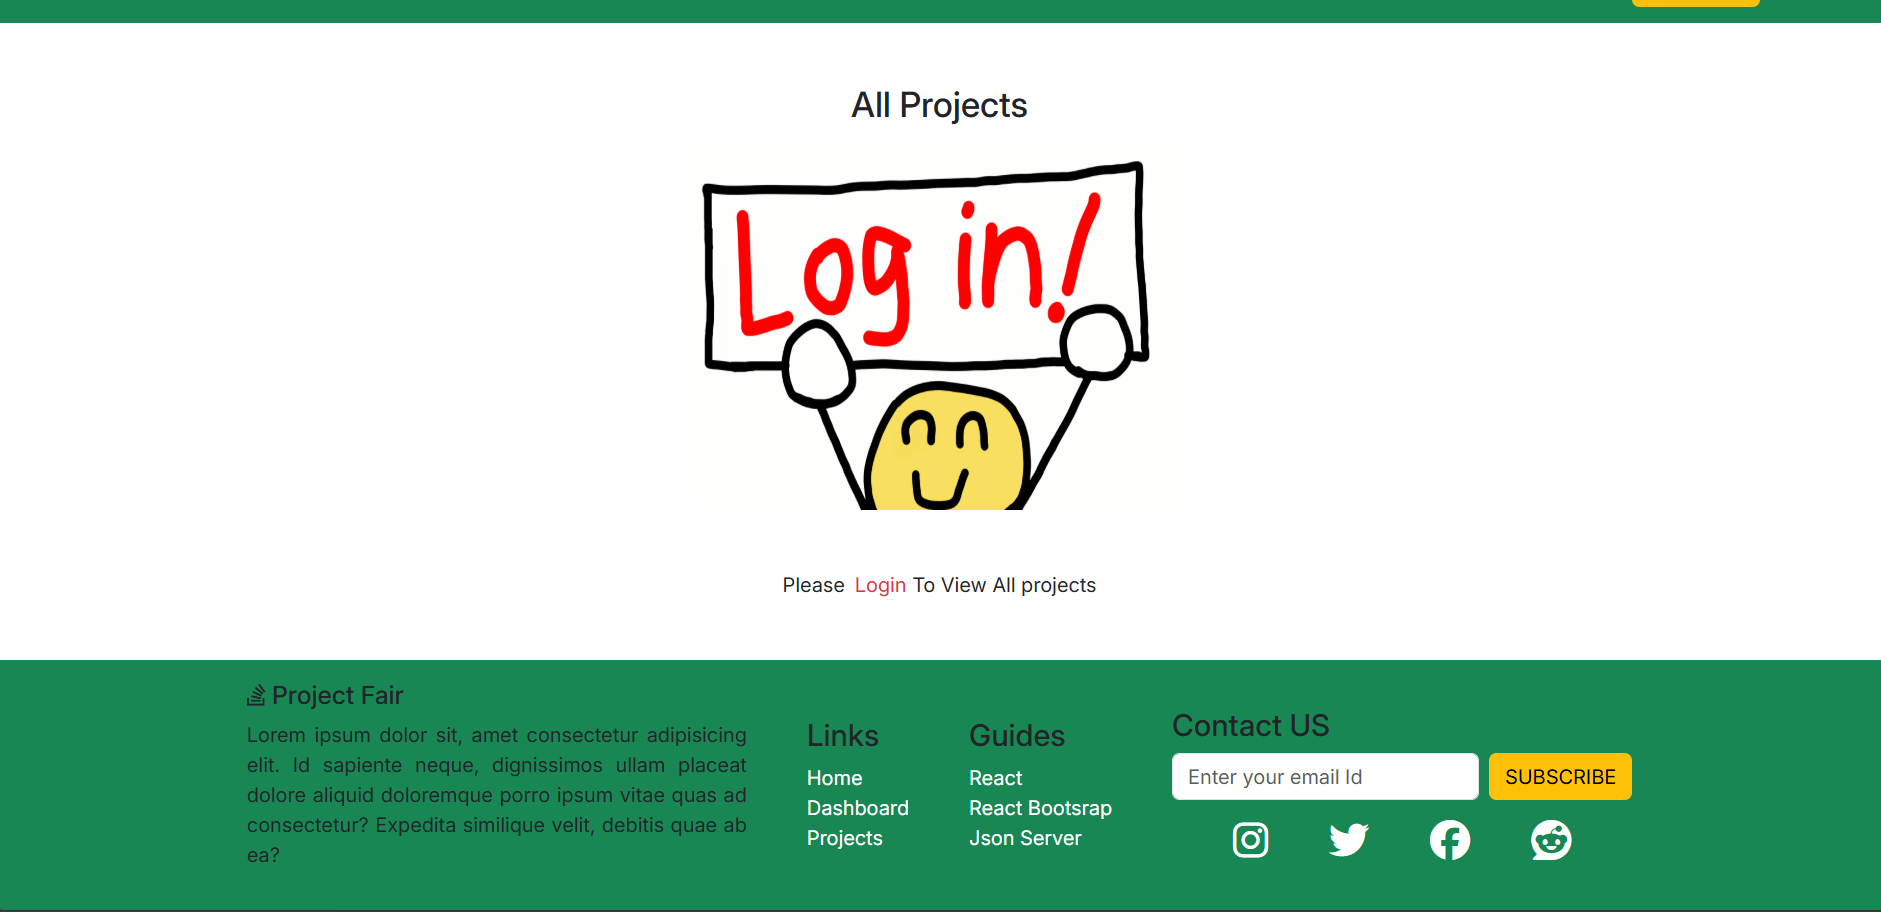 All Projects
Log in!
Please Login To View All projects
Project Fair
Lorem ipsum dolor sit, amet consectetur adipisicing
elit. Id sapiente neque, dignissimos ullam placeat
dolore aliquid doloremque porro ipsum vitae quas ad
consectetur? Expedita similique velit, debitis quae ab
ea?
Links
Home
Dashboard
Projects
Guides
React
React Bootsrap
Json Server
Contact US
Enter your email Id
SUBSCRIBE